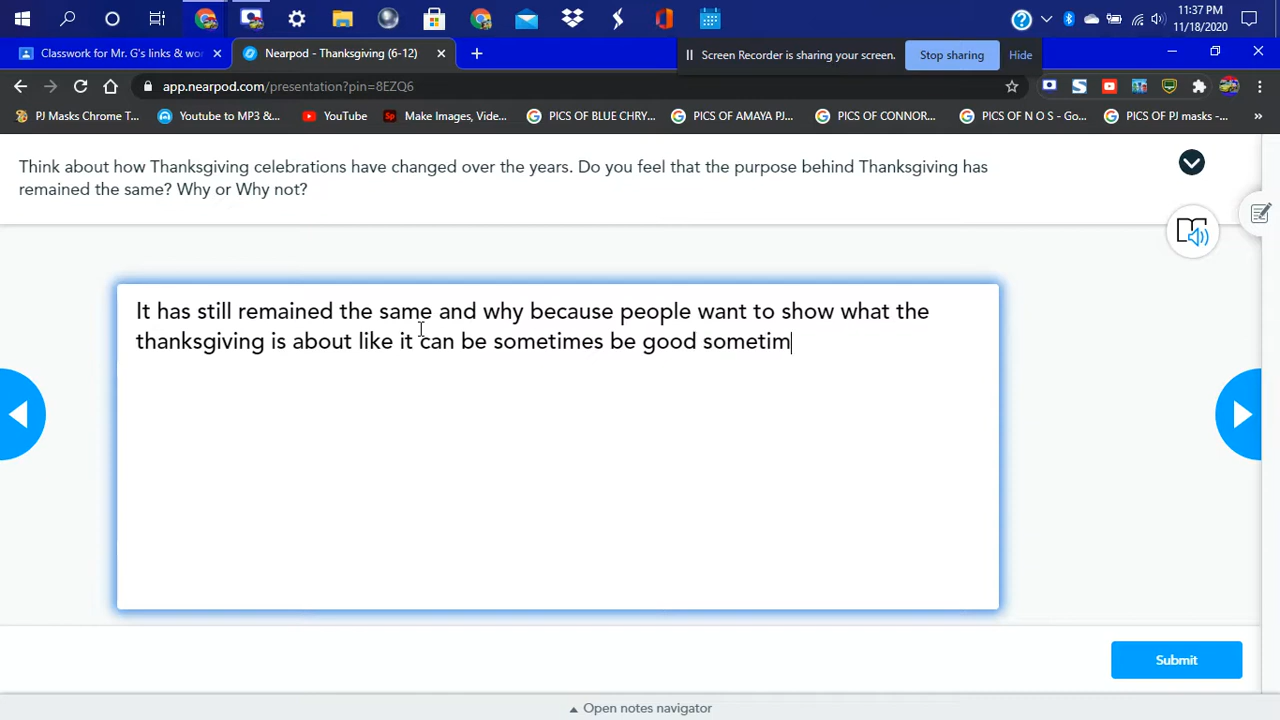 11:37 PM
11/18/2020
Classwork for Mr. G's links & wor
Nearpod - Thanksgiving (6-12)
Screen Recorder is sharing your screen.
Stop sharing
Hide
app.nearpod.com/presentation?pin=8EZQ6
PJ Masks Chrome T...
Youtube to MP3 &...
YouTube
Sp
Make Images, Vide...
PICS OF BLUE CHRY...
PICS OF AMAYA PJ...
PICS OF CONNOR...
PICS OF N O S - Go...
PICS OF PJ masks -...
»
Think about how Thanksgiving celebrations have changed over the years. Do you feel that the purpose behind Thanksgiving has
remained the same? Why or Why not?
It has still remained the same and why because people want to show what the
thanksgiving is about like it can be sometimes be good sometim
Submit
Open notes navigator